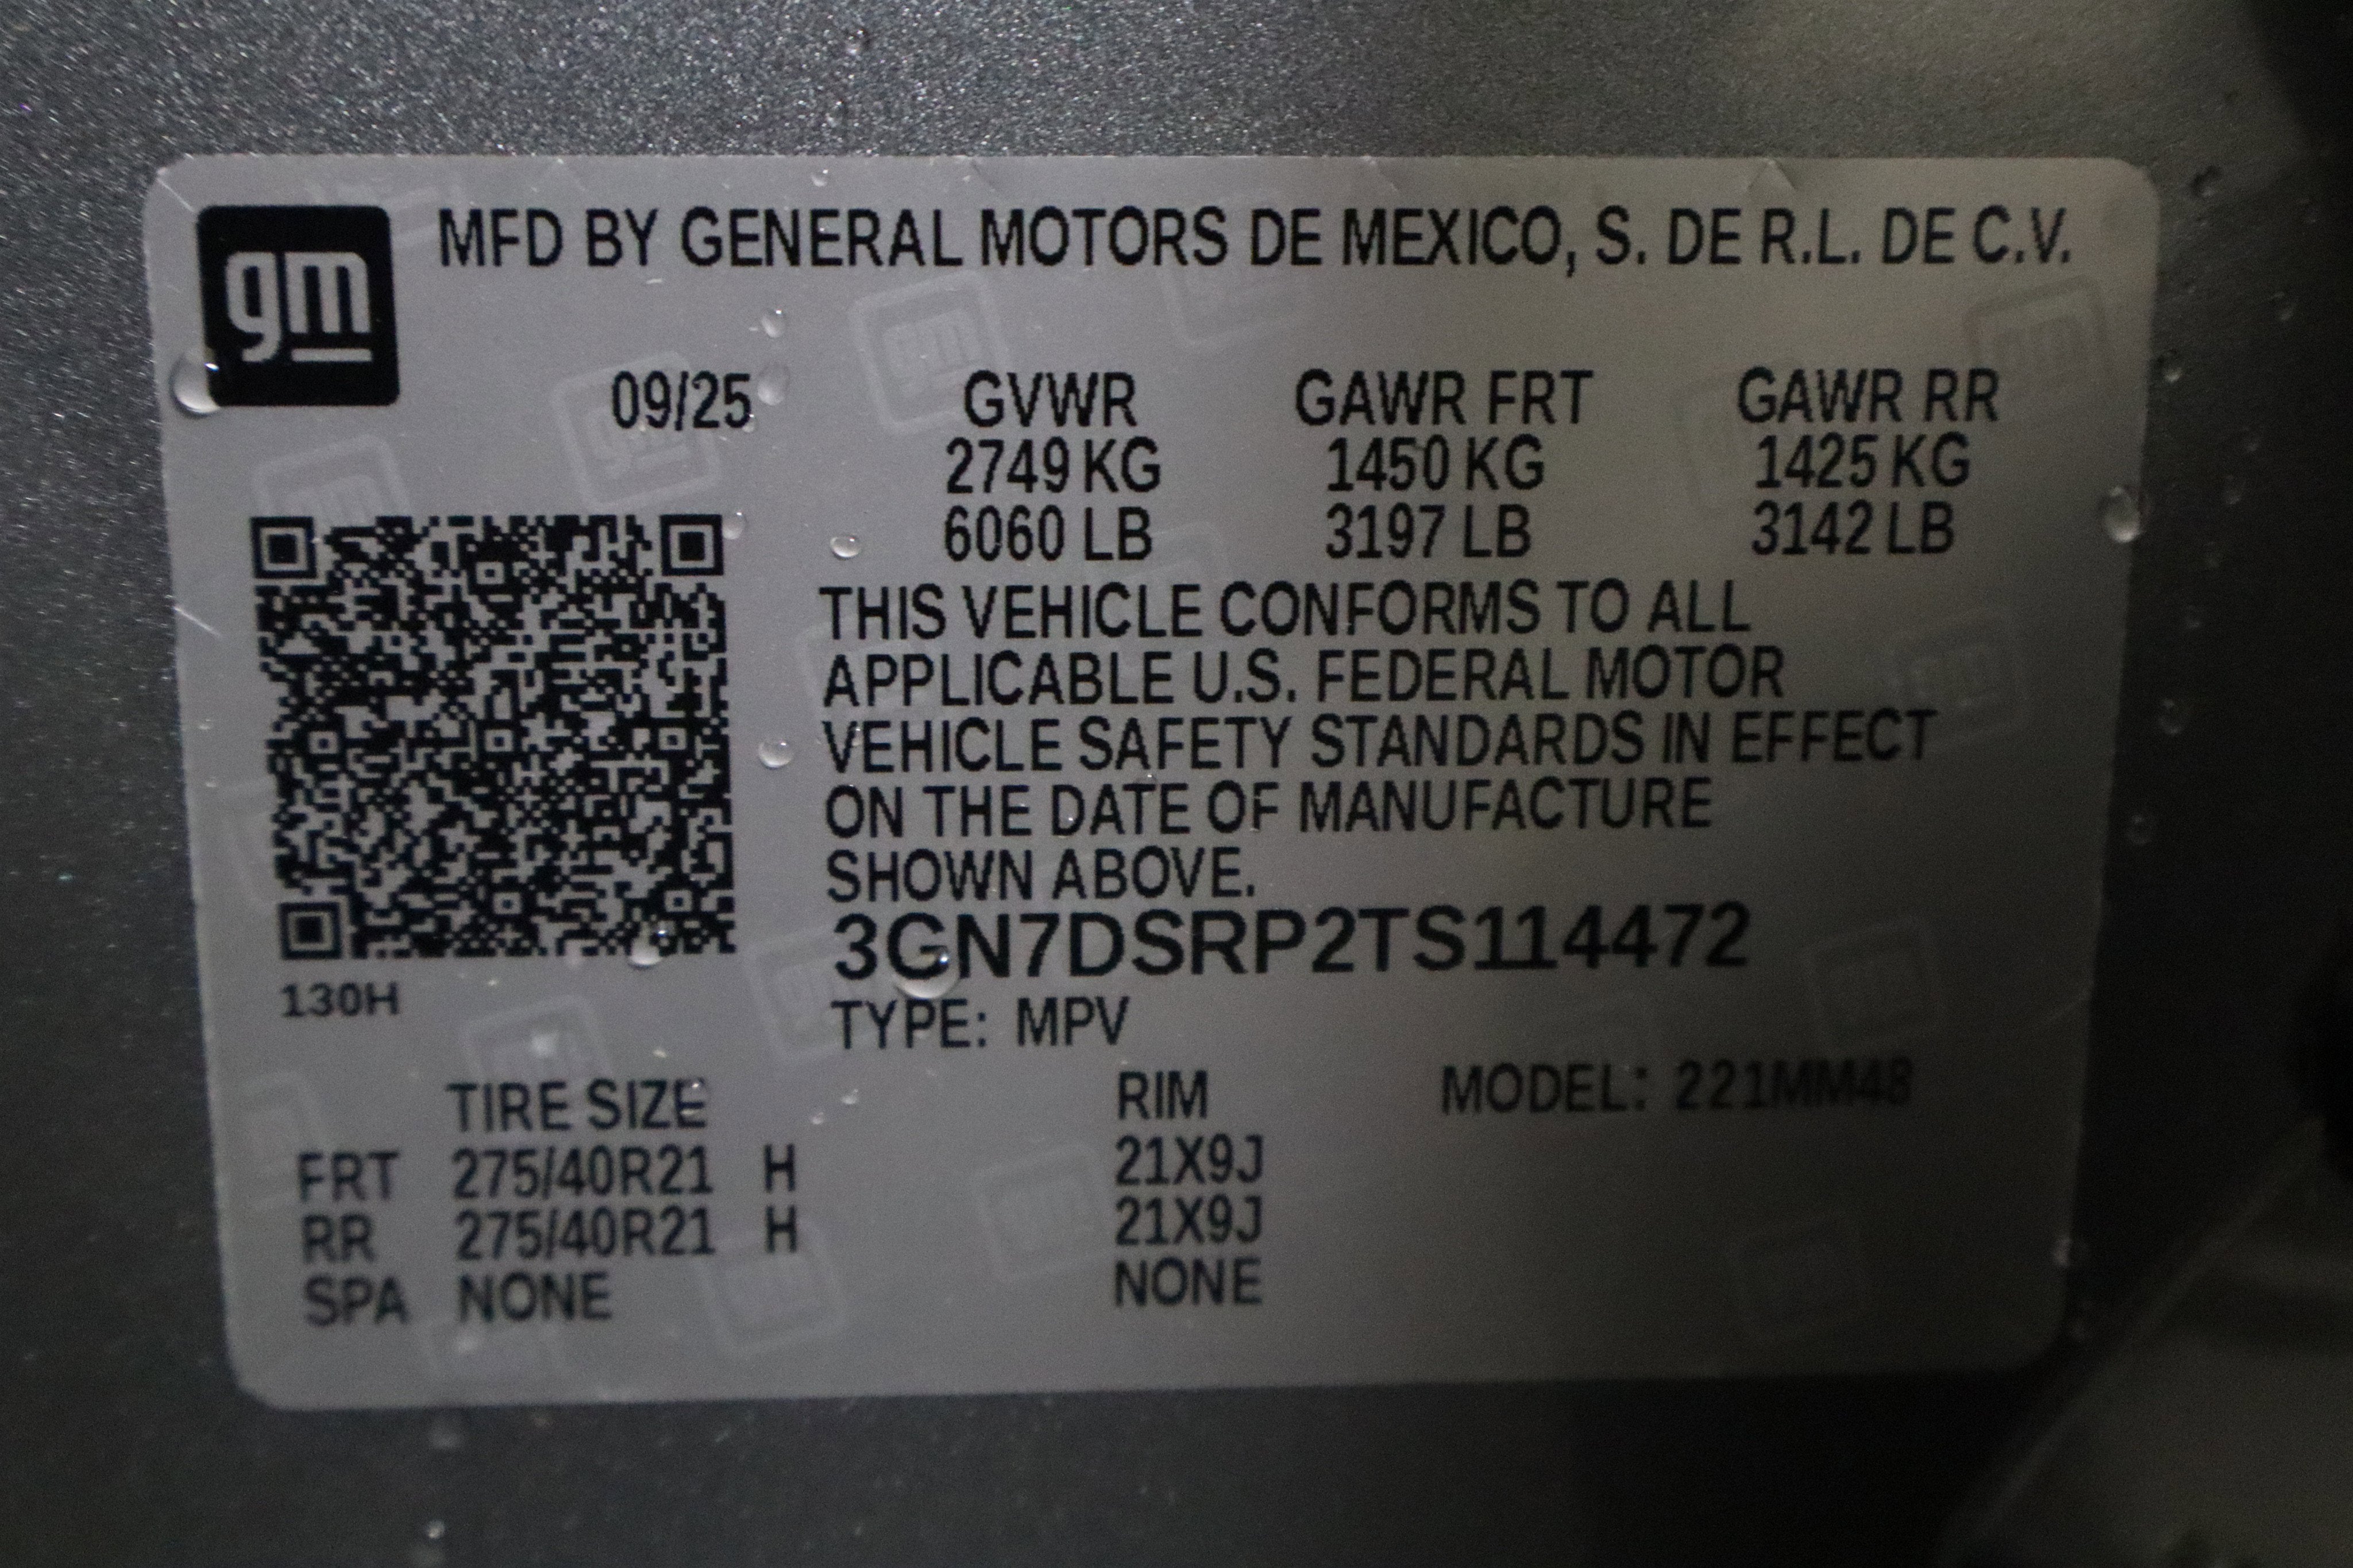 gm
MFD BY GENERAL MOTORS DE MEXICO, S. DE R.L. DE C.V.
09/25 GVWR GAWR FRT GAWR RR
2749 KG 1450 KG 1425 KG
6060 LB 3197 LB 3142 LB
THIS VEHICLE CONFORMS TO ALL
APPLICABLE U.S. FEDERAL MOTOR
VEHICLE SAFETY STANDARDS IN EFFECT
ON THE DATE OF MANUFACTURE
SHOWN ABOVE.
3GN7DSRP2TS114472
130H
TYPE: MPV
TIRE SIZE RIM MODEL: 221MM48
FRT 275/40R21 H 21X9J
RR 275/40R21 H 21X9J
SPA NONE NONE